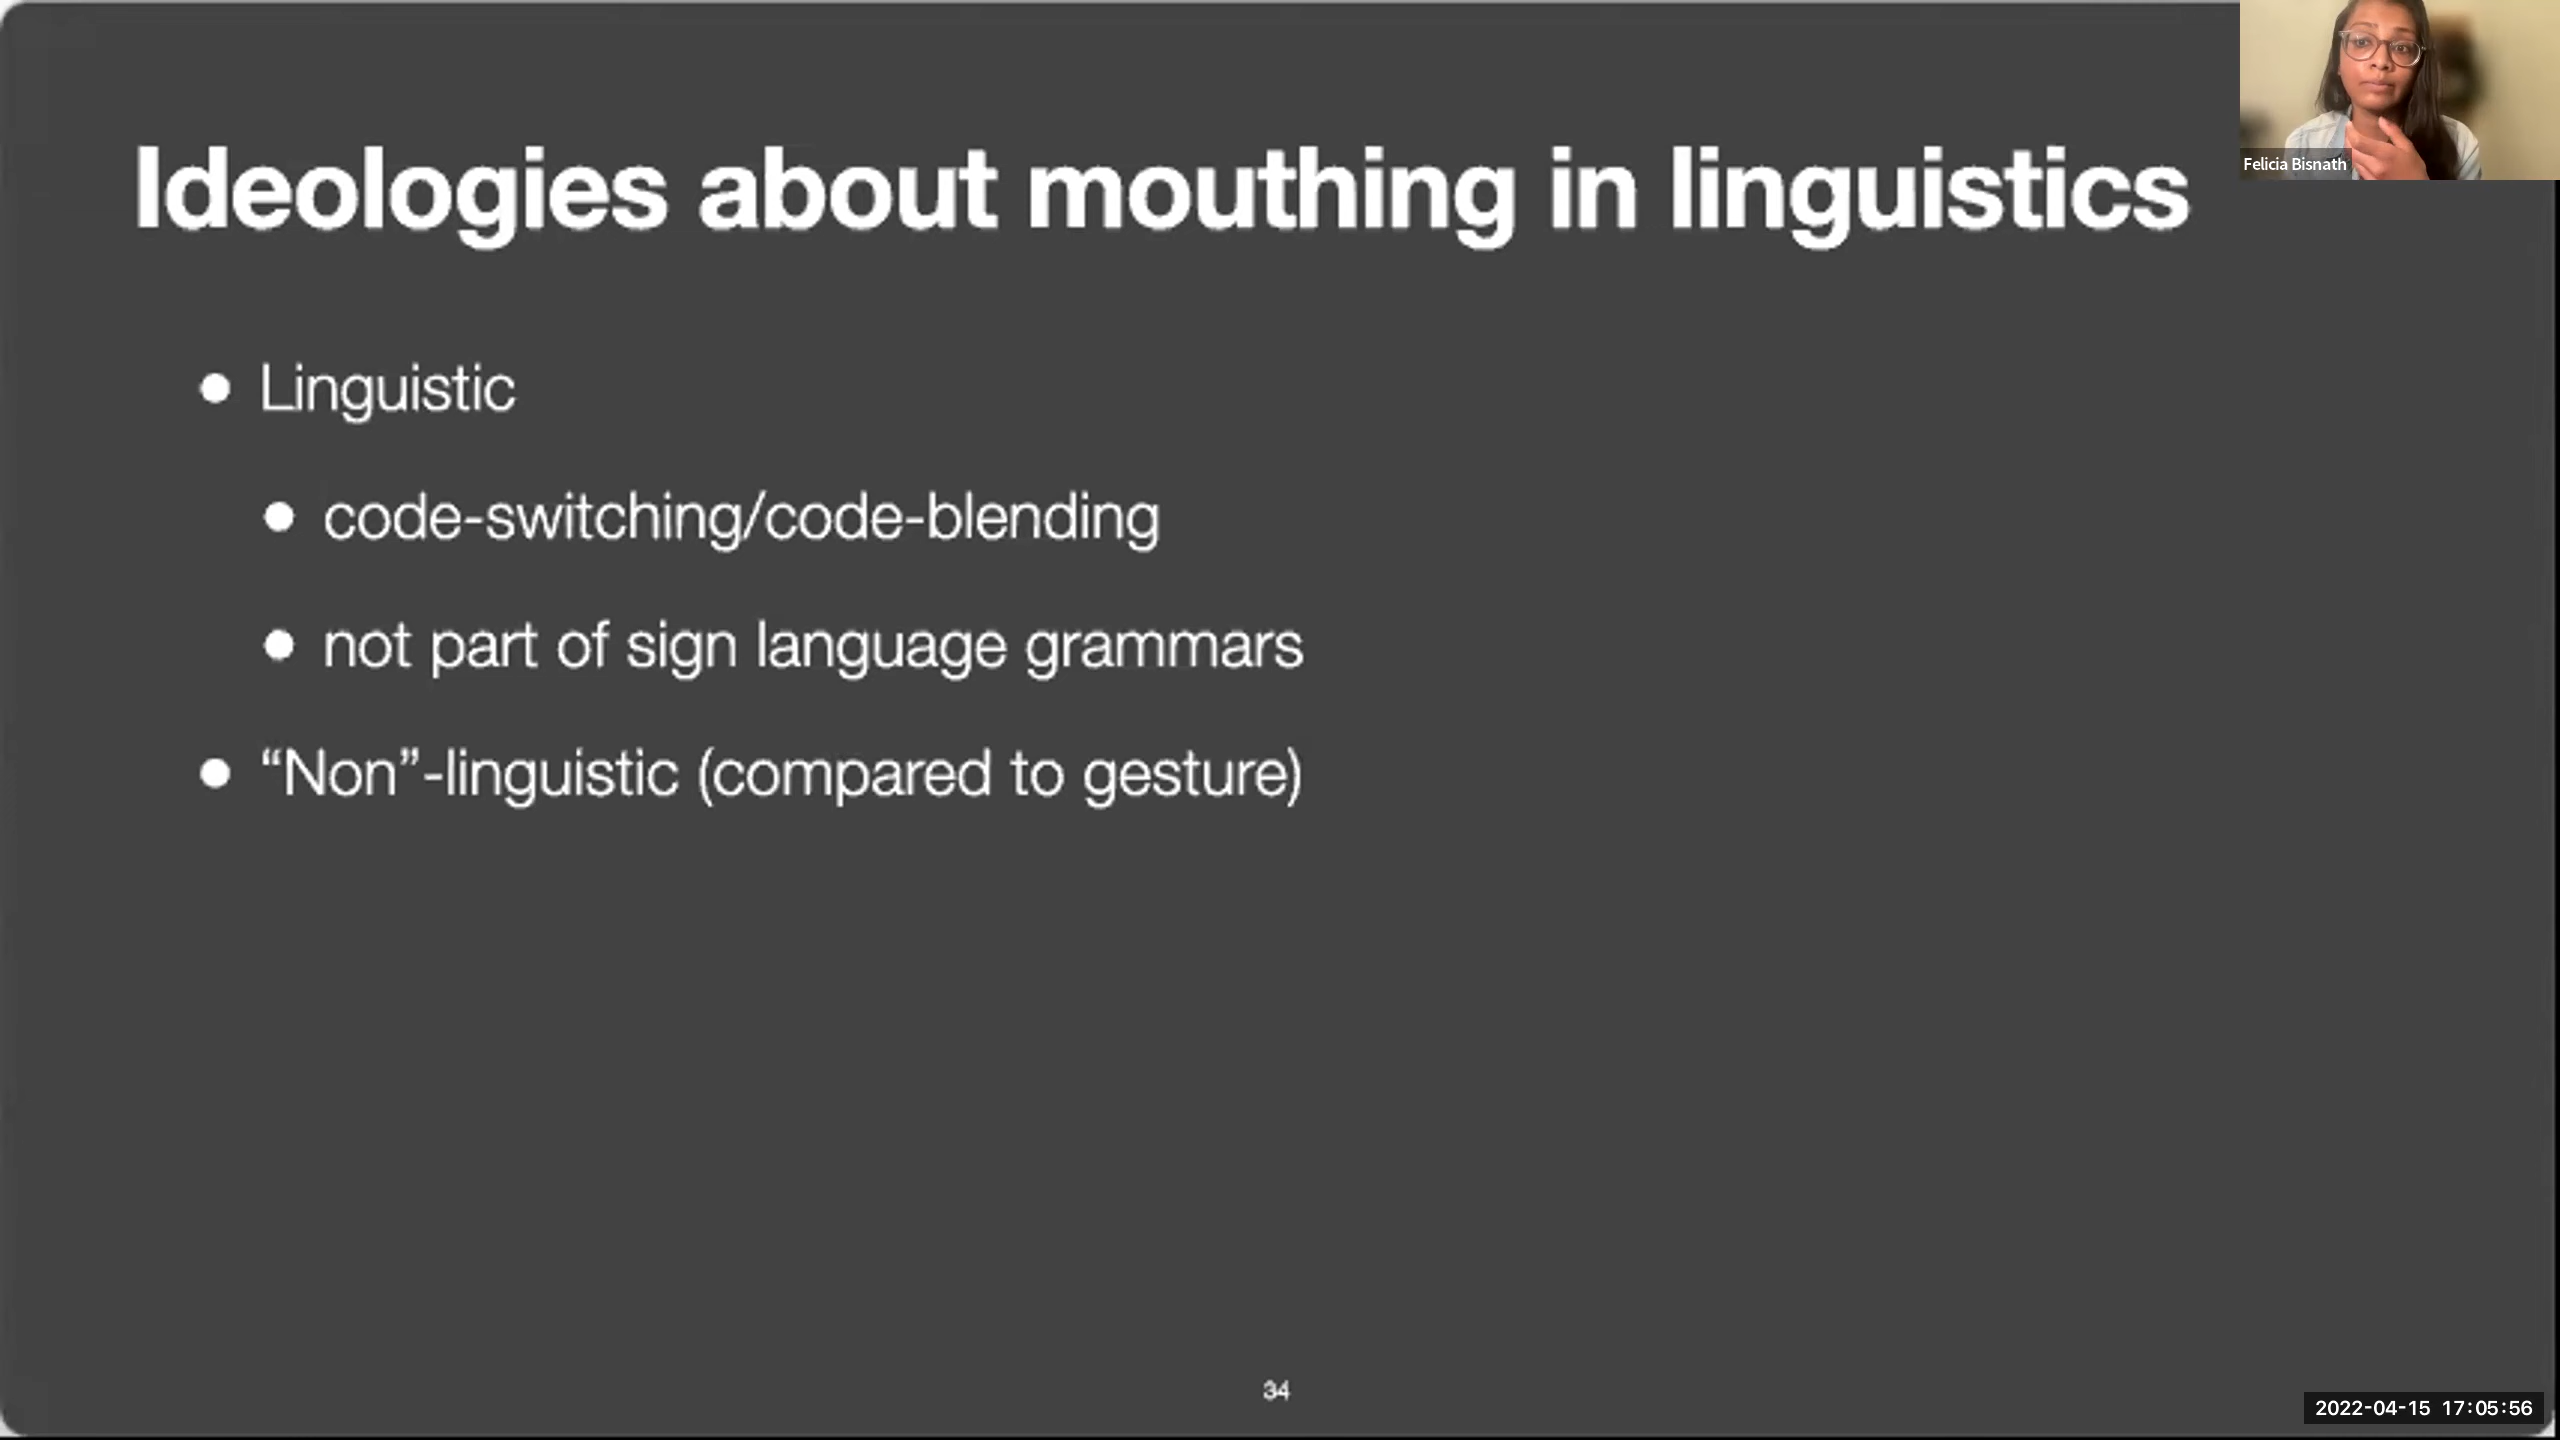 Ideologies about mouthing in linguistics
Felicia Bisnath
● Linguistic
● code-switching/code-blending
● not part of sign language grammars
● “Non”-linguistic (compared to gesture)
34
2022-04-15 17:05:56